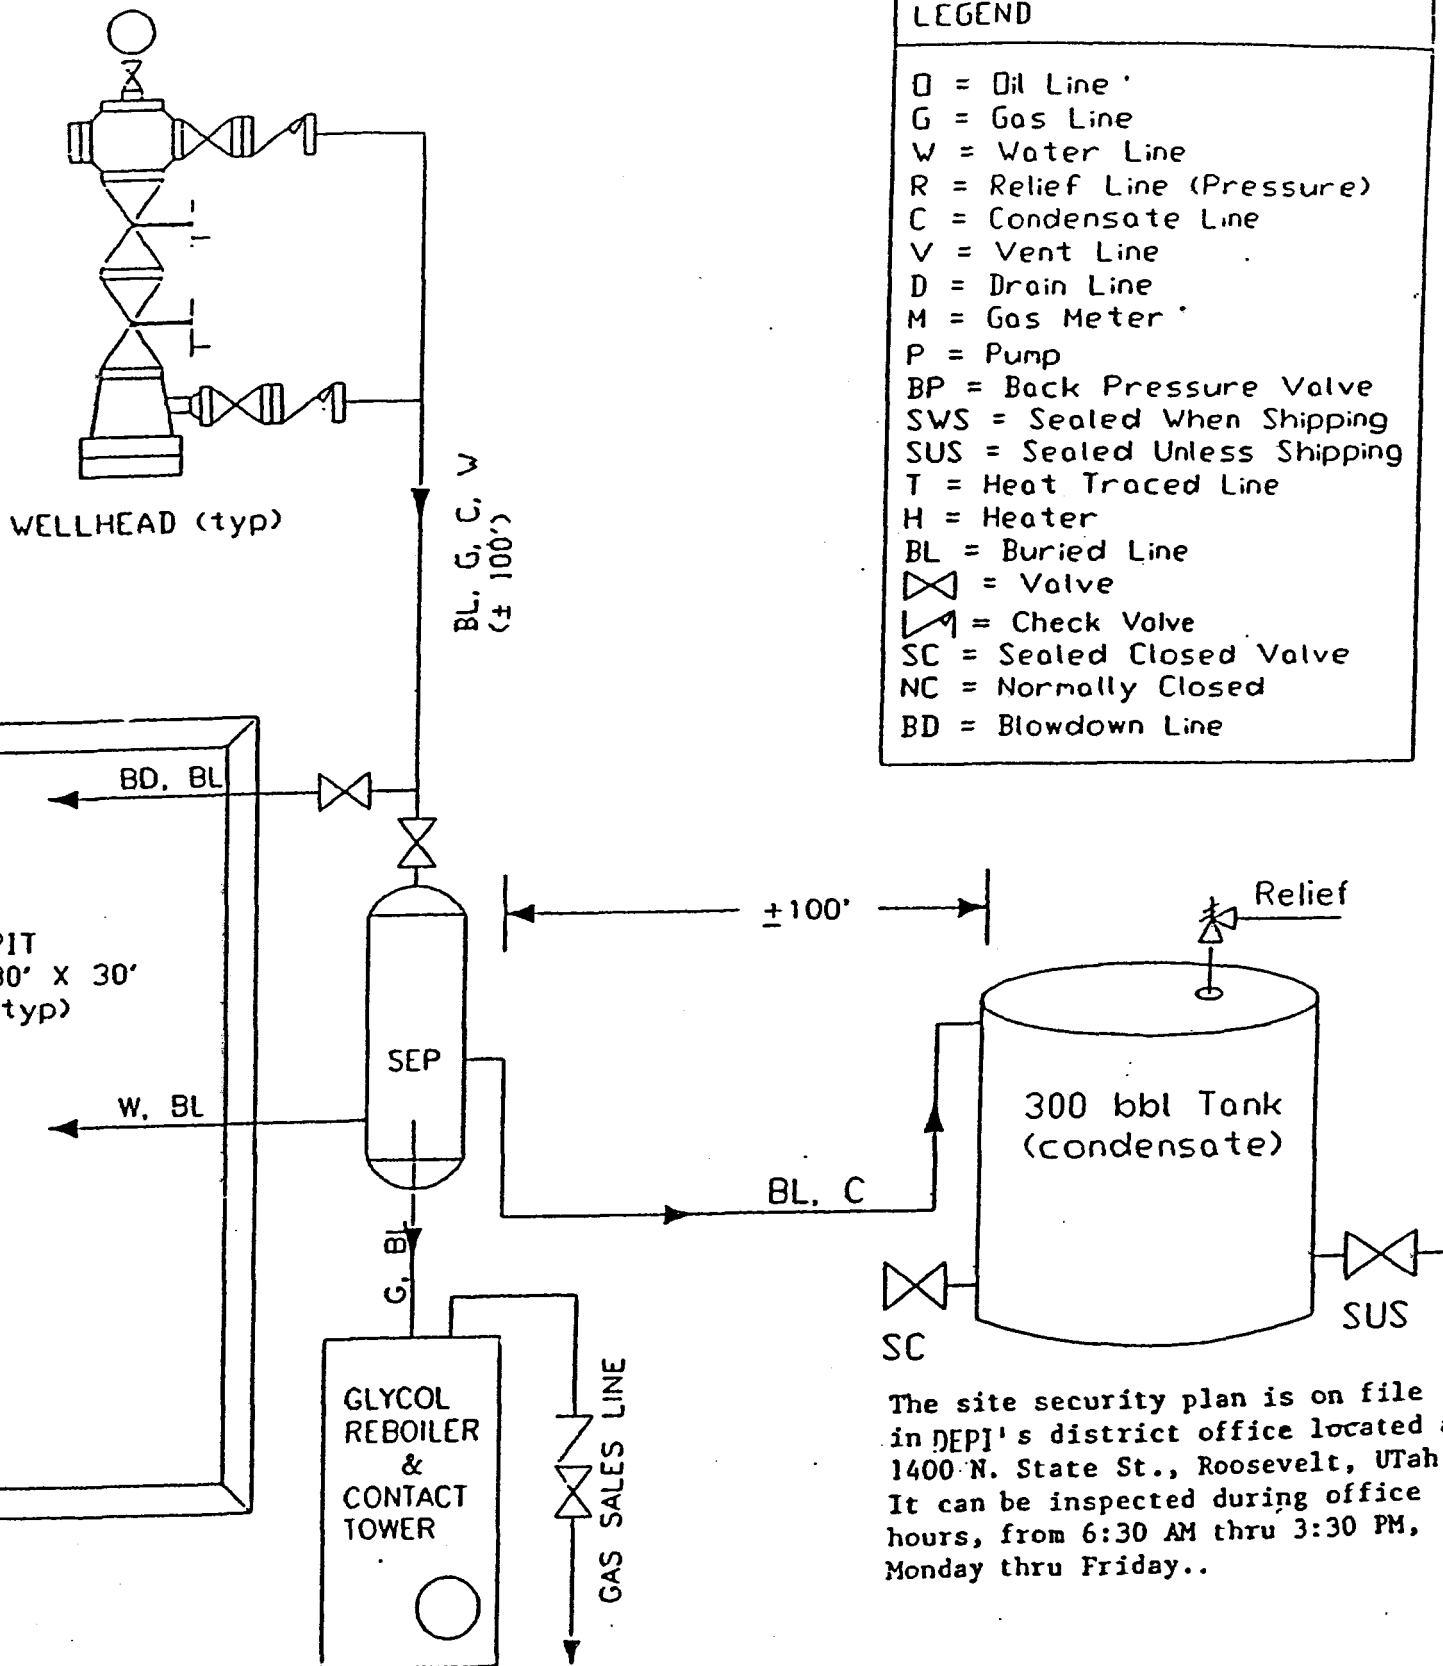 LEGEND
O = Oil Line
G = Gas Line
W = Water Line
R = Relief Line (Pressure)
C = Condensate Line
V = Vent Line
D = Drain Line
M = Gas Meter
P = Pump
BP = Back Pressure Valve
SWS = Sealed When Shipping
SUS = Sealed Unless Shipping
T = Heat Traced Line
H = Heater
BL = Buried Line
= Valve
= Check Valve
SC = Sealed Closed Valve
NC = Normally Closed
BD = Blowdown Line
WELLHEAD (typ)
BL, G, C, W
(± 100')
BD, BL
PIT
30' X 30'
typ)
W, BL
SEP
±100'
Relief
300 bbl Tank
(condensate)
BL, C
G, BL
SC
SUS
GLYCOL
REBOILER
&
CONTACT
TOWER
GAS SALES LINE
The site security plan is on file
in DEPI's district office located
1400 N. State St., Roosevelt, UTah
It can be inspected during office
hours, from 6:30 AM thru 3:30 PM,
Monday thru Friday..